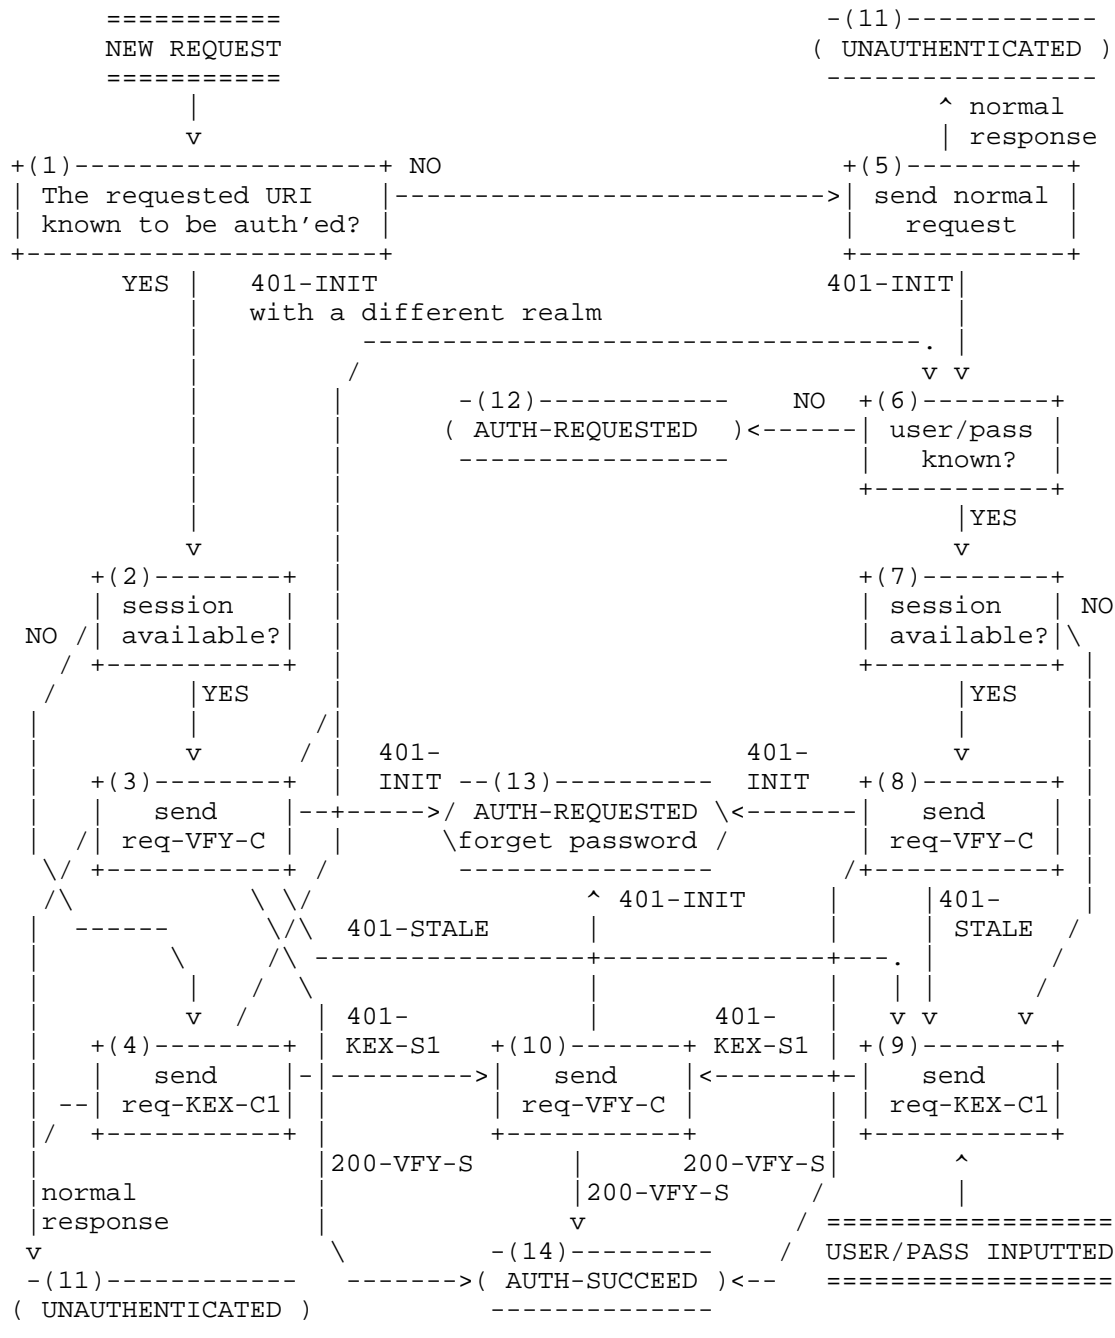 ===========                                    -(11)------------
NEW REQUEST                                   ( UNAUTHENTICATED )
===========                                    -----------------
|                                              ^ normal
v                                              | response
+(1)-------------------+ NO                    +(5)----------+
| The requested URI    |---------------------------->| send normal |
| known to be auth'ed? |                       |   request   |
+----------------------+                       +-------------+
YES |   401-INIT                               401-INIT|
|   with a different realm                     |
|   -----------------------------------. |
|   /                                  v v
|   |   -(12)------------   NO  +(6)--------+
|   |  ( AUTH-REQUESTED  )<------| user/pass |
|   |   -----------------        |   known?  |
|   |                            +-----------+
|   |                            |YES
v   |                            v
+(2)--------+  |                 +(7)--------+
| session   |  |                 | session   | NO
NO /| available?|  |             | available?|\
/ +-----------+  |               +-----------+ |
/   |YES   |                     |YES   |
|   |   /|                       |   |
|   v   / |  401-        401-    v   |
|   +(3)--------+  |  INIT --(13)----------   INIT  +(8)--------+ |
|   |   send    |--+----->/ AUTH-REQUESTED \<-------|   send    | |
|  /| req-VFY-C |  |      \forget password /        | req-VFY-C | |
\/ +-----------+ /         ----------------        /+-----------+ |
/\   \ \/                  ^ 401-INIT     |     |401-   |
|  ------   \/\  401-STALE      |         |     | STALE /
|   \   /\ -----------------+--------------+---. |   /
|   |  /  \                 |              |   | |  /
|   v /   | 401-            |     401-     |   v v   v
|   +(4)--------+ | KEX-S1  +(10)-------+ KEX-S1 | +(9)--------+
|   |   send    |-|--------->|   send    |<-------+-|   send    |
| --| req-KEX-C1| |          | req-VFY-C |        | | req-KEX-C1|
|/  +-----------+ |          +-----------+        | +-----------+
|   |200-VFY-S      |      200-VFY-S|     ^
|normal   |         |200-VFY-S    /       |
|response |         v            /  ==================
v   \   -(14)---------    /  USER/PASS INPUTTED
-(11)------------  ------->( AUTH-SUCCEED )<--  ==================
( UNAUTHENTICATED )         --------------